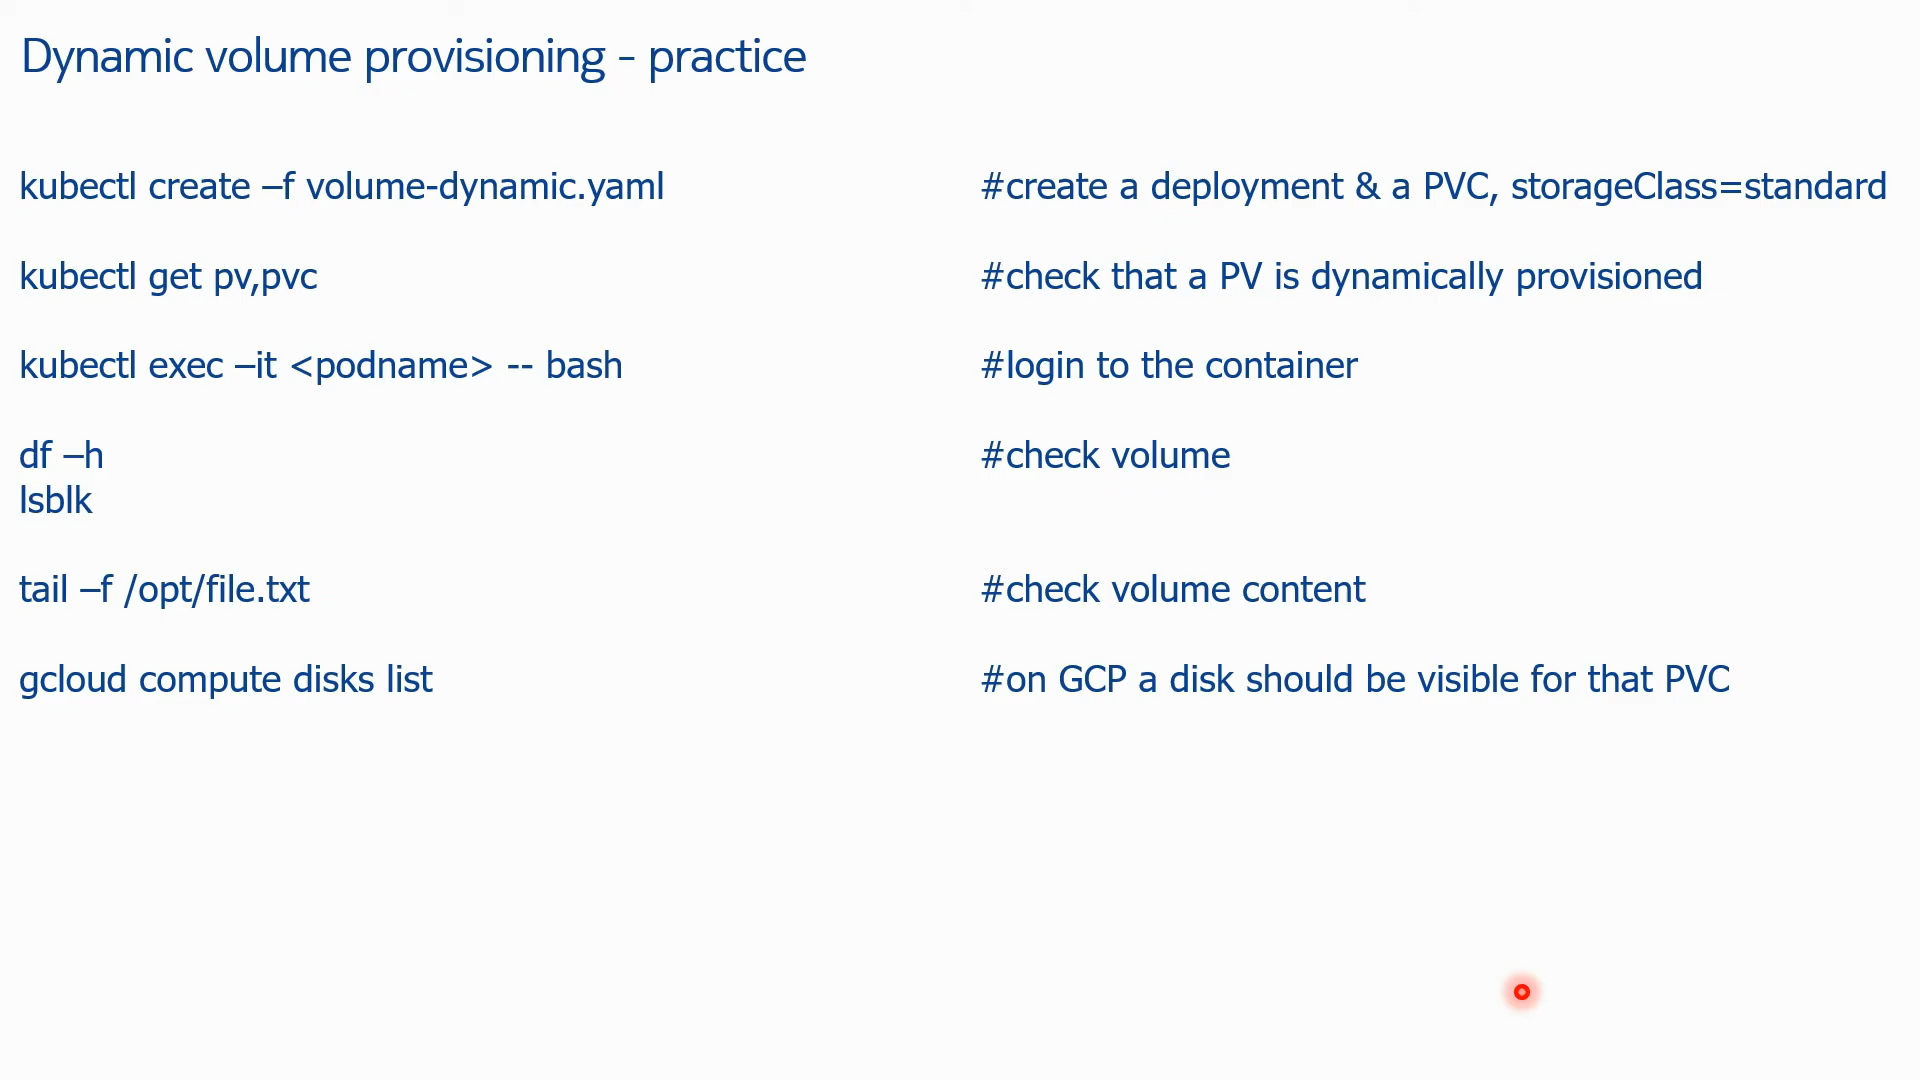 Dynamic volume provisioning - practice
kubectl create –f volume-dynamic.yaml #create a deployment & a PVC, storageClass=standard
kubectl get pv,pvc #check that a PV is dynamically provisioned
kubectl exec –it <podname> -- bash #login to the container
df –h #check volume
lsblk
tail –f /opt/file.txt #check volume content
gcloud compute disks list #on GCP a disk should be visible for that PVC